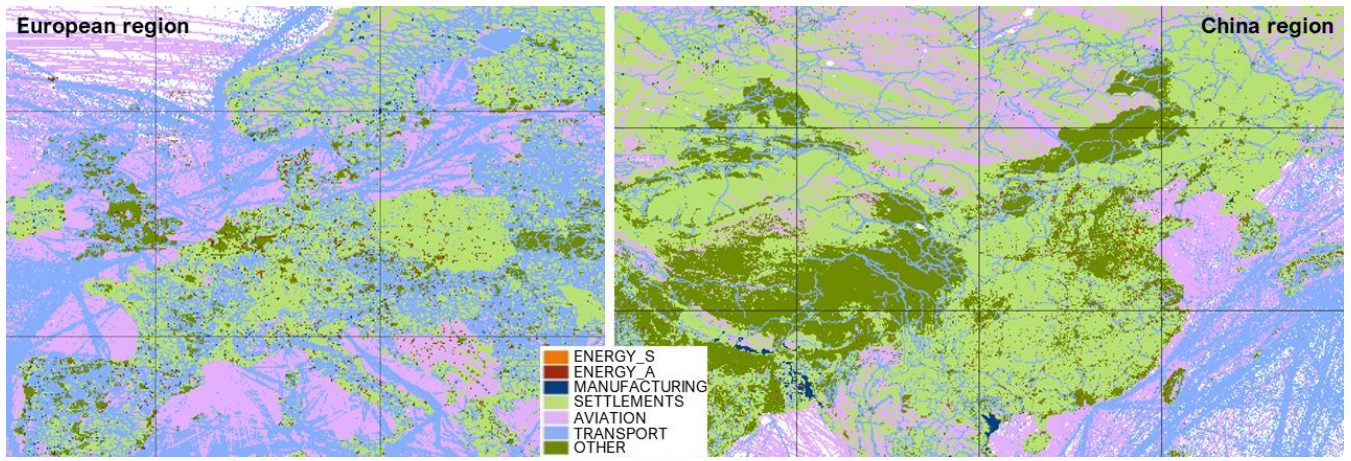 European region
China region
ENERGY_S
ENERGY_A
MANUFACTURING
SETTLEMENTS
AVIATION
TRANSPORT
OTHER